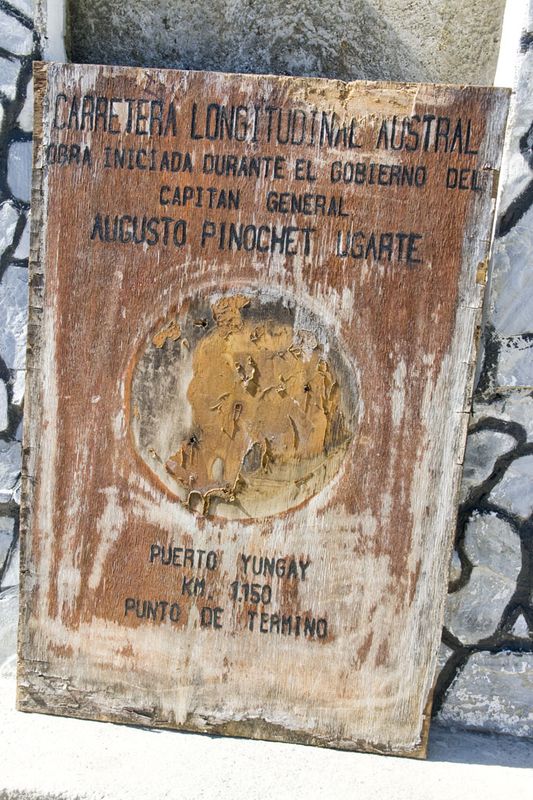 CARRETERA LONGITUDINAL AUSTRAL
OBRA INICIADA DURANTE EL GOBIERNO DEL
CAPITAN GENERAL
AUGUSTO PINOCHET UGARTE
PUERTO YUNGAY
KM. 1.150
PUNTO DE TERMINO